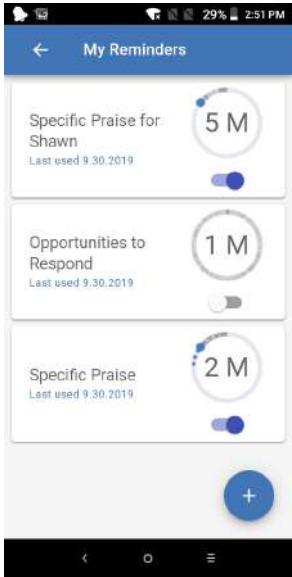 29% 2:51 PM
My Reminders
Specific Praise for
Shawn
Last used 9.30.2019
5 M
Opportunities to
Respond
Last used 9.30.2019
1 M
Specific Praise
Last used 9.30.2019
2 M
+